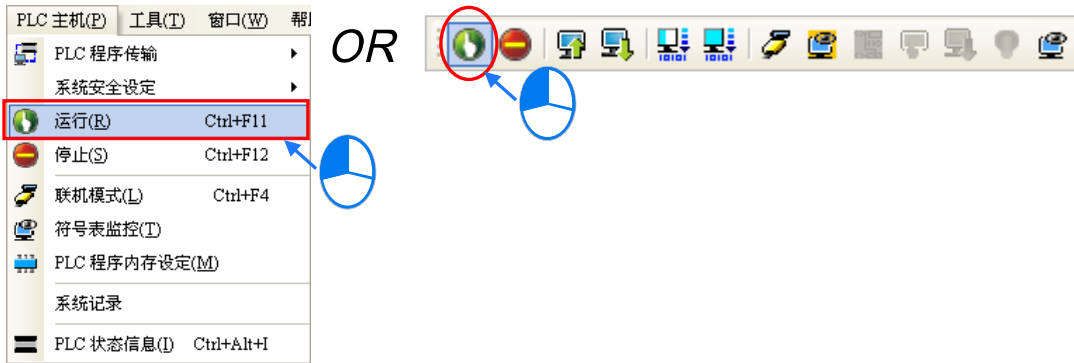 PLC 主机(P) 工具(T) 窗口(W)
PLC 程序传输
系统安全设定
运行(R) Ctrl+F11
停止(S) Ctrl+F12
联机模式(L) Ctrl+F4
符号表监控(T)
PLC 程序内存设定(M)
系统记录
PLC 状态信息(I) Ctrl+Alt+I
OR